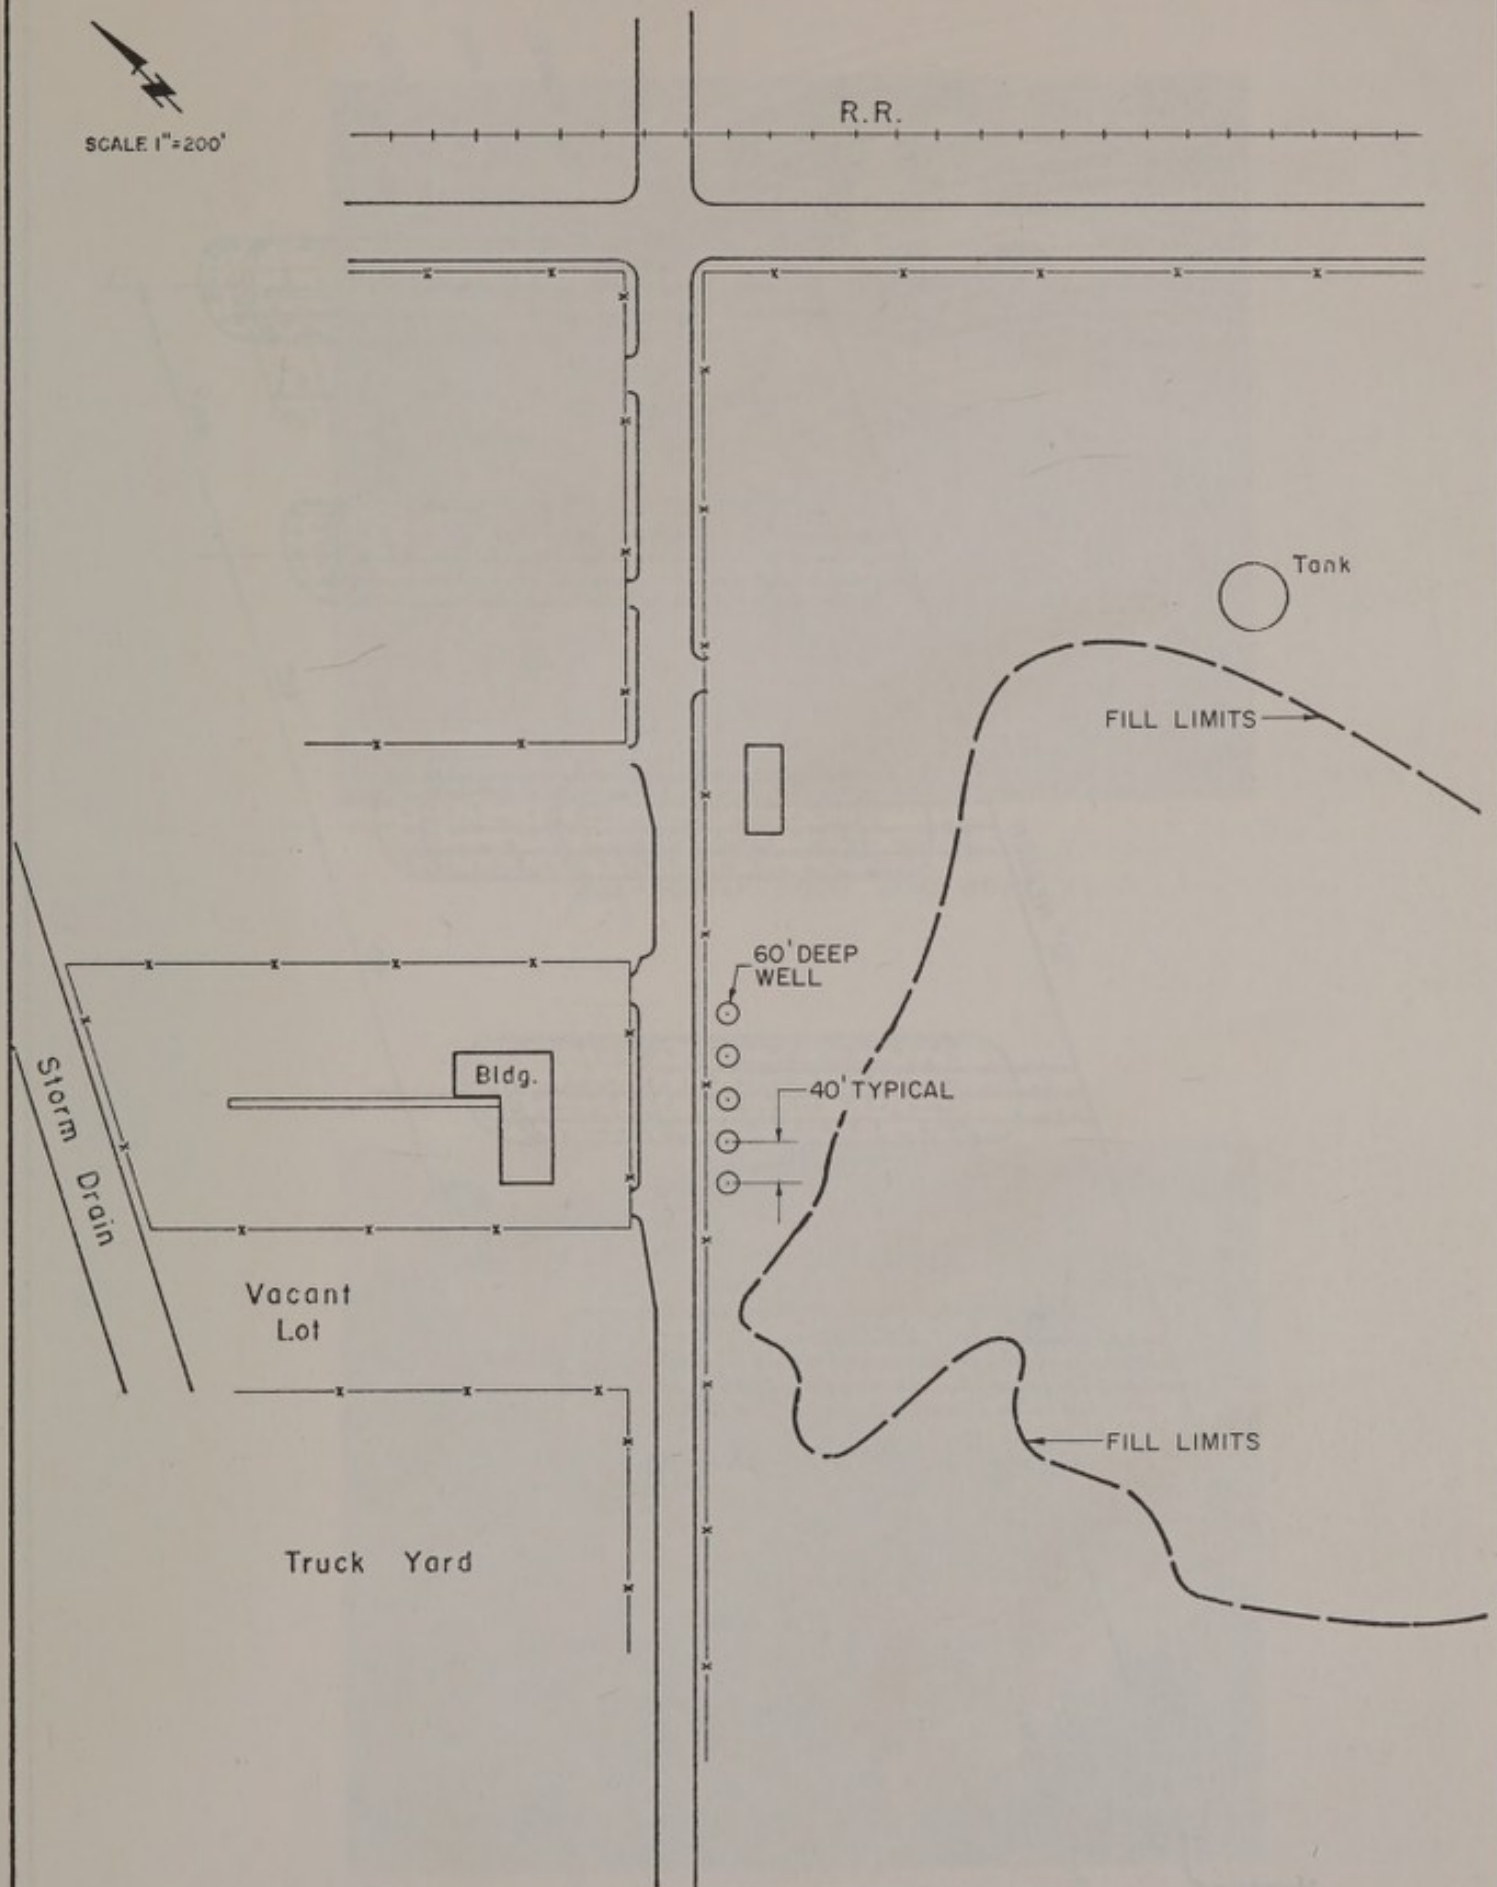 R.R.
SCALE 1"=200'
Tank
FILL LIMITS
60' DEEP
WELL
Bldg.
40' TYPICAL
Storm Drain
Vacant
Lot
FILL LIMITS
Truck Yard